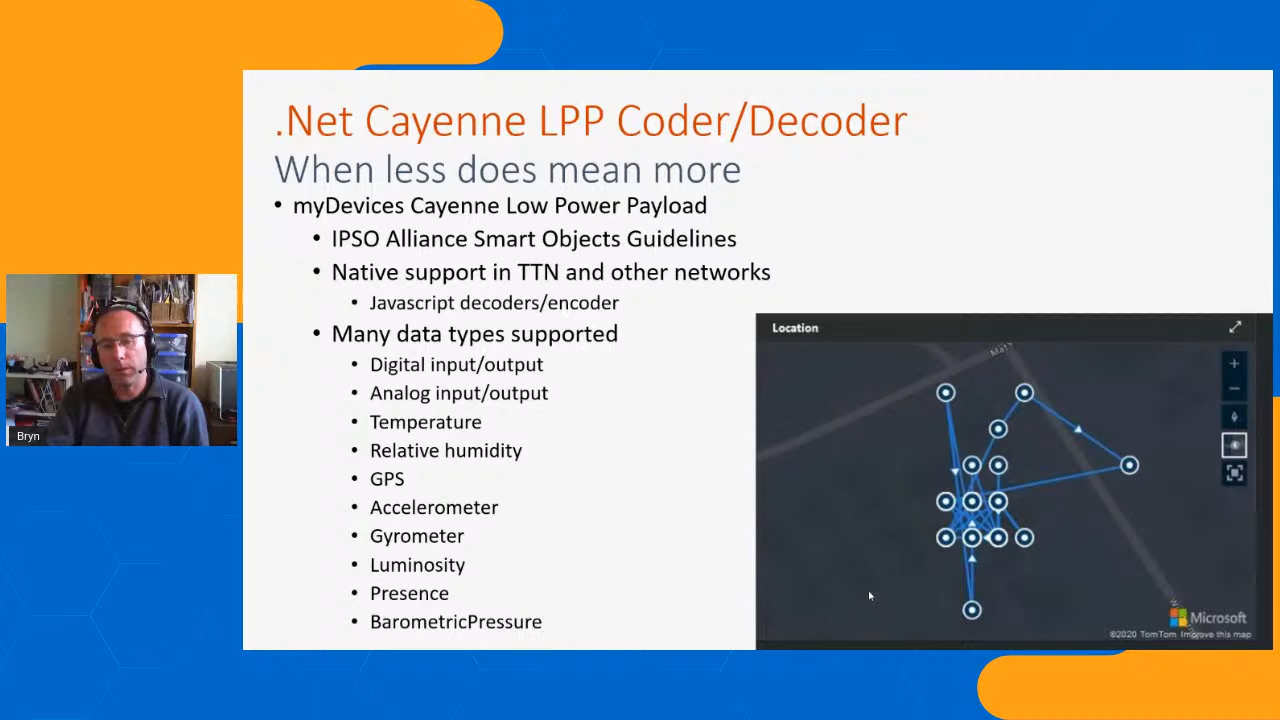 .Net Cayenne LPP Coder/Decoder
When less does mean more
• myDevices Cayenne Low Power Payload
• IPSO Alliance Smart Objects Guidelines
• Native support in TTN and other networks
• Javascript decoders/encoder
• Many data types supported
• Digital input/output
• Analog input/output
• Temperature
• Relative humidity
• GPS
• Accelerometer
• Gyrometer
• Luminosity
• Presence
• BarometricPressure
Location
Microsoft
©2020 TomTom Improve this map
Bryn